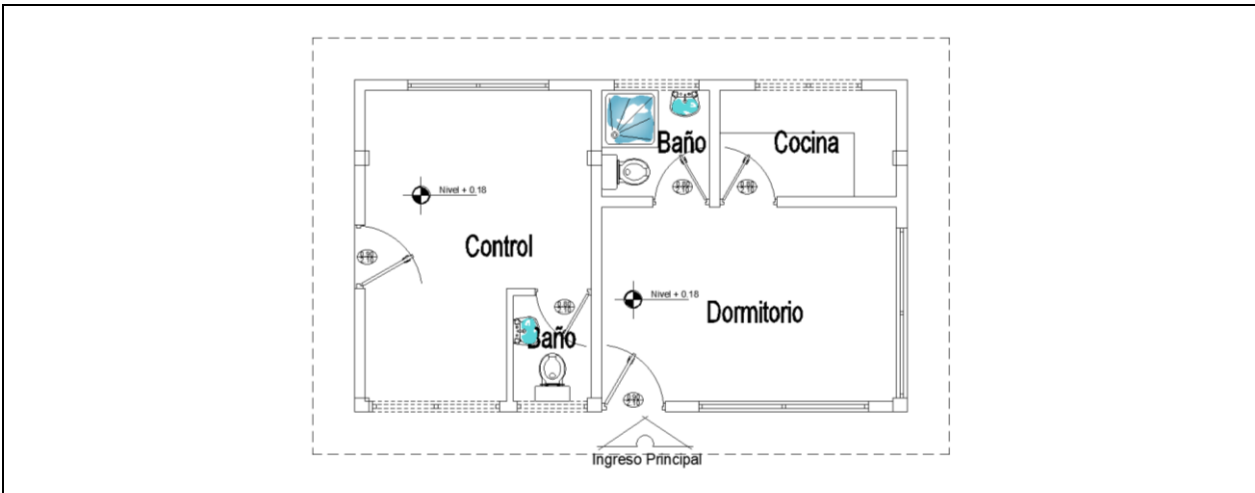 Baño
Cocina
Nivel + 0.18
Control
Nivel + 0.18
Dormitorio
Baño
Ingreso Principal